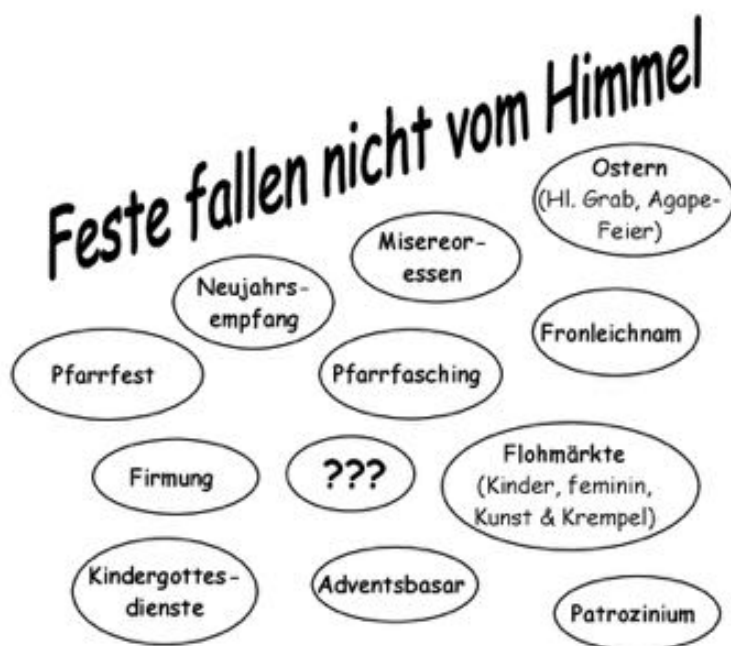 Feste fallen nicht vom Himmel
Ostern
(Hl. Grab, Agape-
Feier)
Misereor-
essen
Neujahrs-
empfang
Fronleichnam
Pfarrfest
Pfarrfasching
Firmung
???
Flohmärkte
(Kinder, feminin,
Kunst & Krempel)
Kindergottes-
dienste
Adventsbasar
Patrozinium